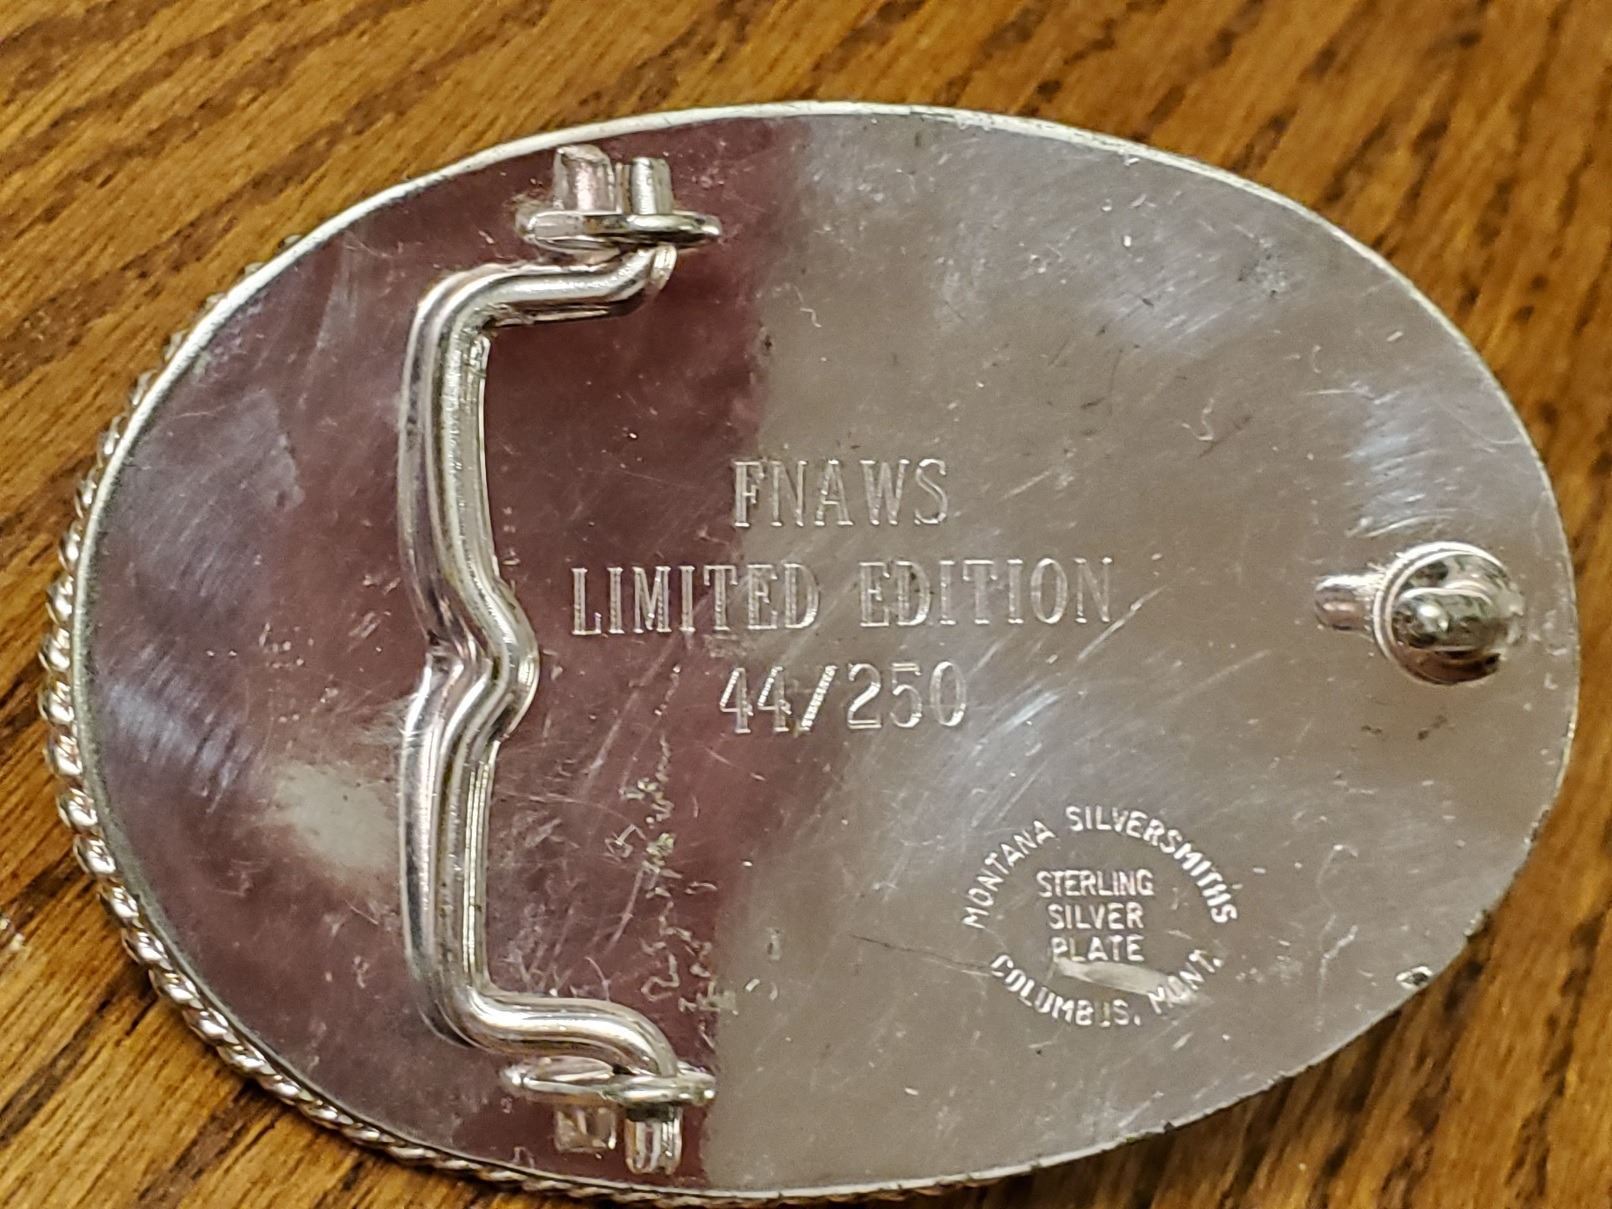 FNAWS
LIMITED EDITION
44/250
MONTANA SILVERSMITHS
STERLING
SILVER
PLATE
COLUMBUS, MONT.